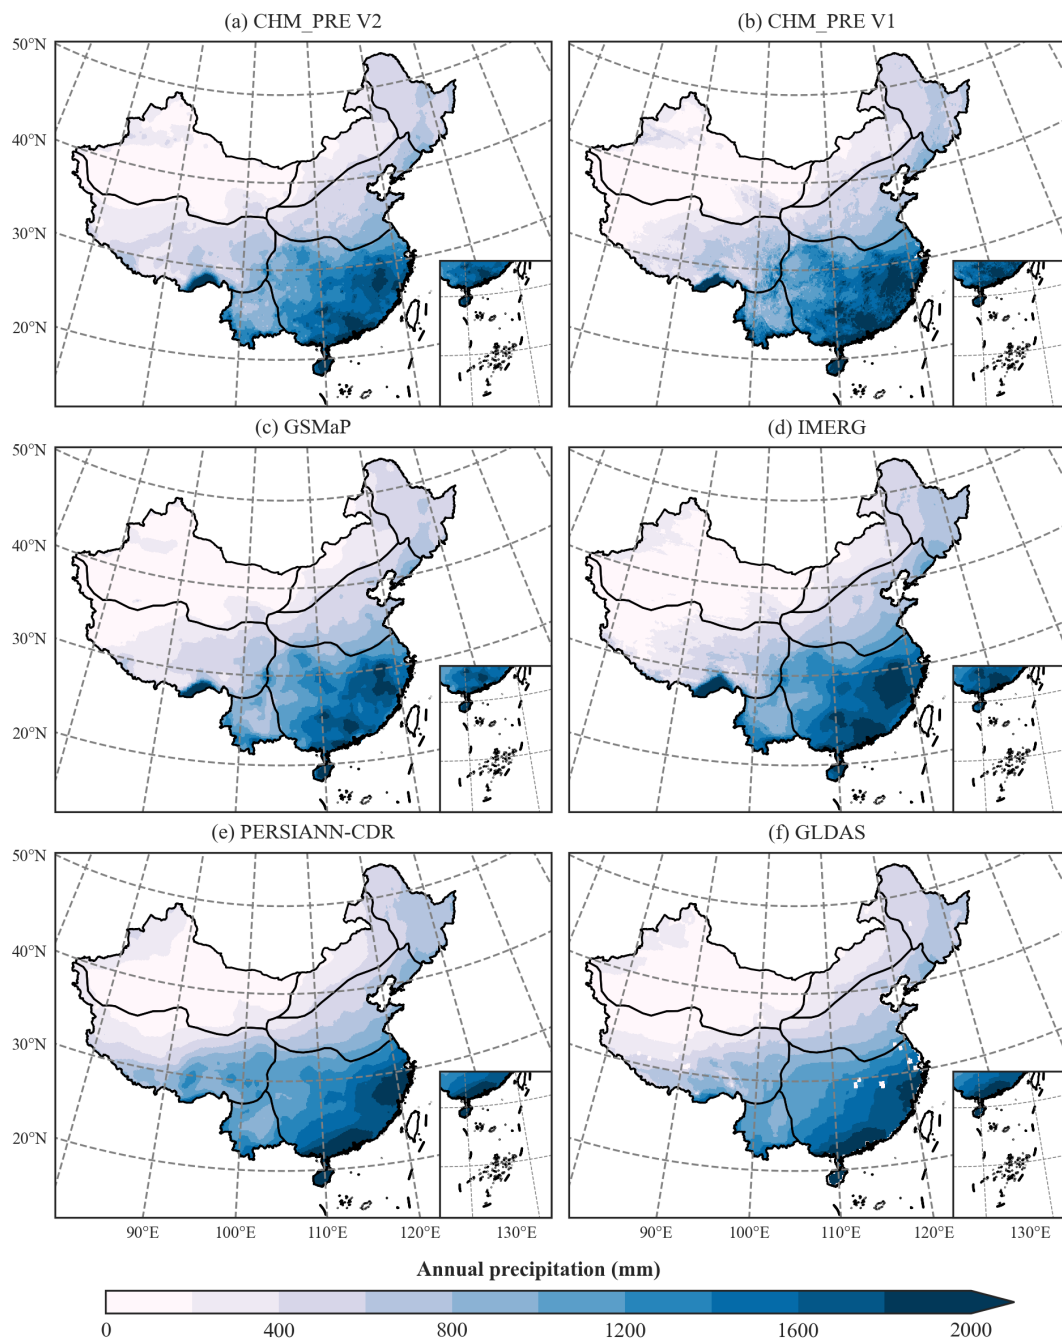 (a) CHM_PRE V2
(b) CHM_PRE V1
50°N
40°N
30°N
20°N
(c) GSMaP
(d) IMERG
50°N
40°N
30°N
20°N
(e) PERSIANN-CDR
(f) GLDAS
50°N
40°N
30°N
20°N
90°E 100°E 110°E 120°E 130°E
90°E 100°E 110°E 120°E 130°E
Annual precipitation (mm)
0 400 800 1200 1600 2000